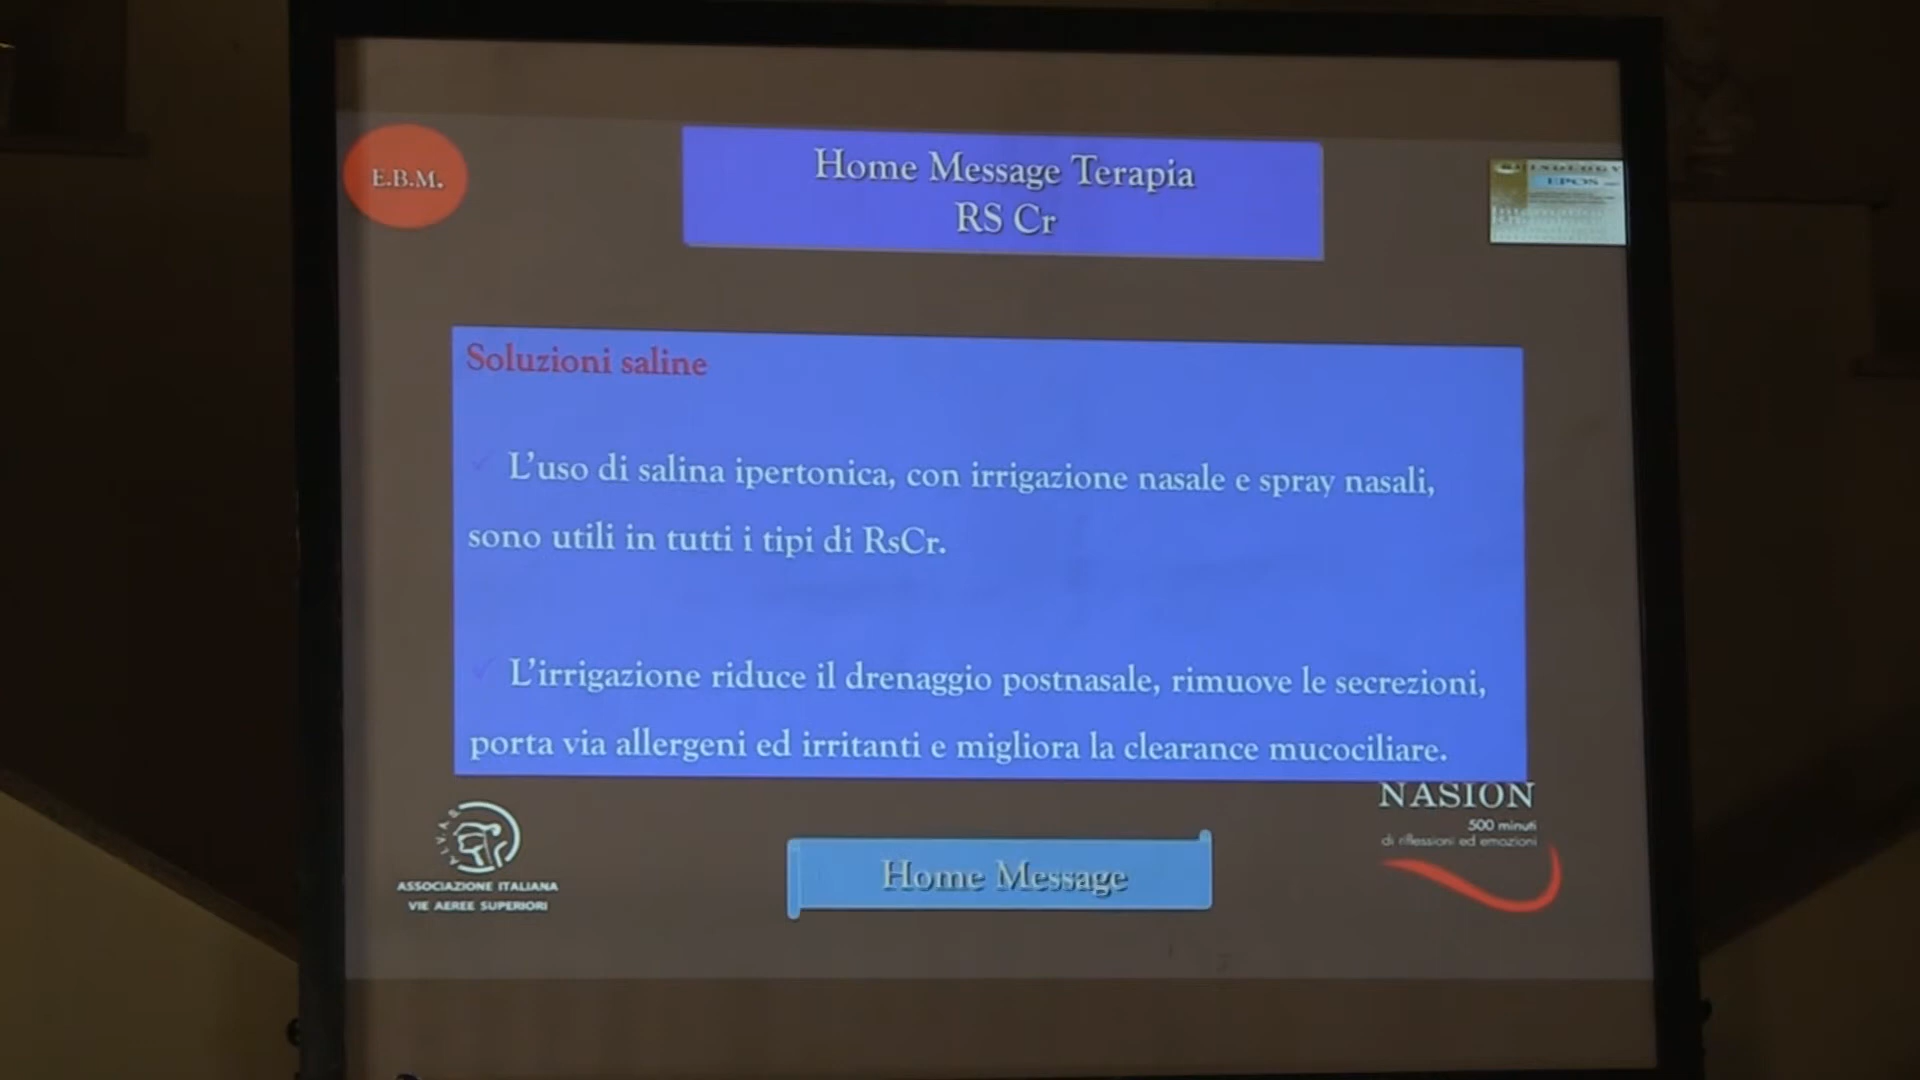 E.B.M.
Home Message Terapia
RS Cr
EPOS
Soluzioni saline
L'uso di salina ipertonica, con irrigazione nasale e spray nasali,
sono utili in tutti i tipi di RsCr.
L'irrigazione riduce il drenaggio postnasale, rimuove le secrezioni,
porta via allergeni ed irritanti e migliora la clearance mucociliare.
A.I.V.A.S
ASSOCIAZIONE ITALIANA
VIE AEREE SUPERIORI
Home Message
NASION
500 minuti
di riflessioni ed emozioni